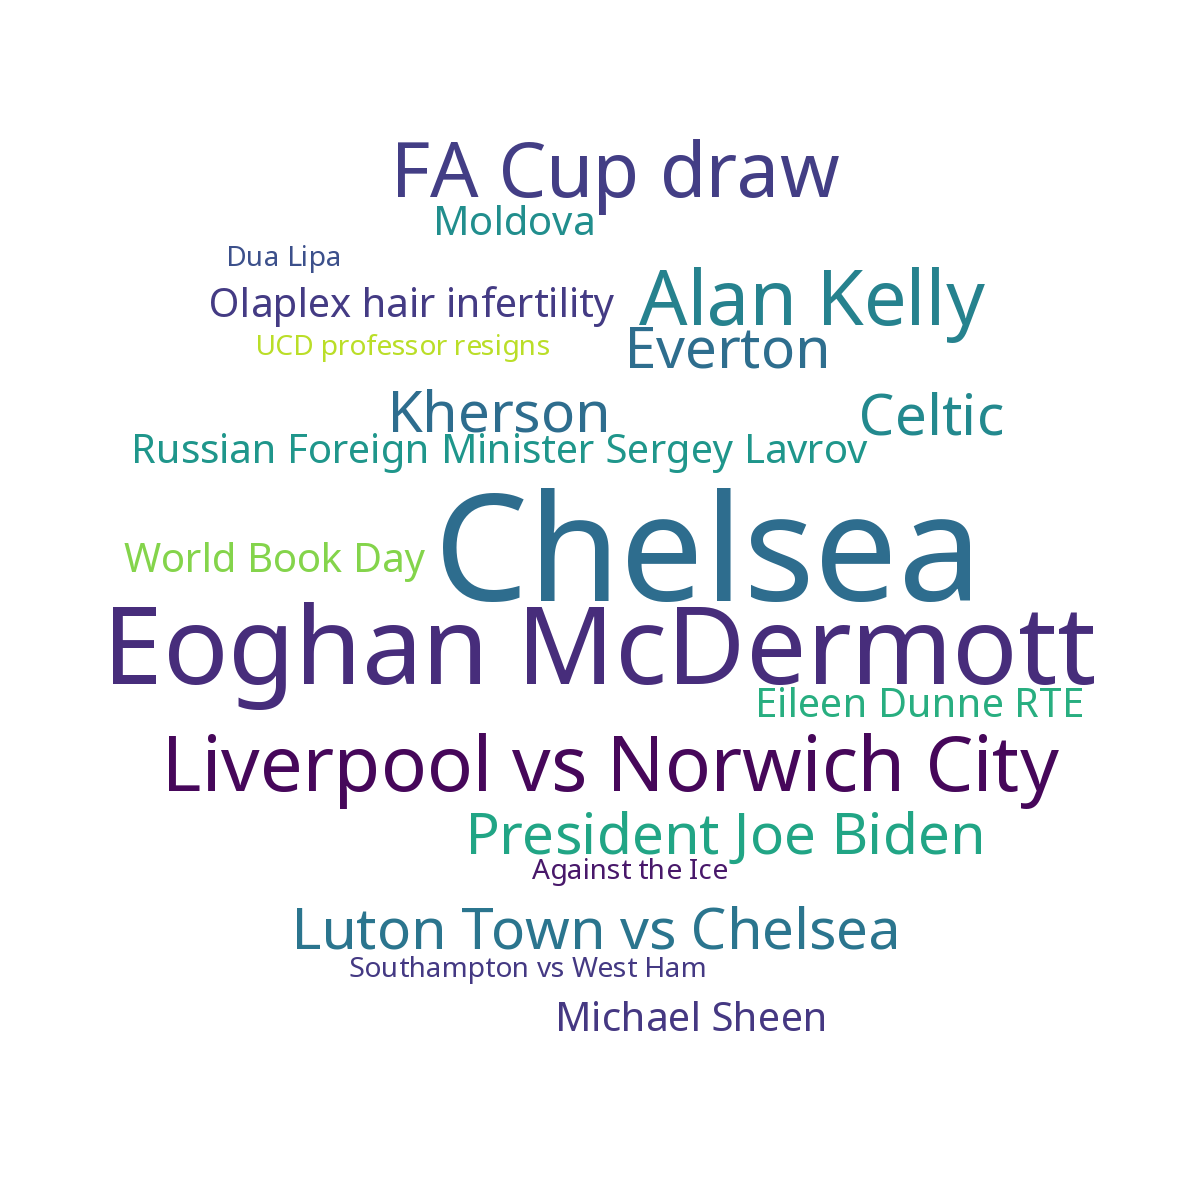 FA Cup draw
Moldova
Dua Lipa
Olaplex hair infertility
Alan Kelly
UCD professor resigns
Everton
Kherson
Celtic
Russian Foreign Minister Sergey Lavrov
Chelsea
World Book Day
Eoghan McDermott
Eileen Dunne RTE
Liverpool vs Norwich City
President Joe Biden
Against the Ice
Luton Town vs Chelsea
Southampton vs West Ham
Michael Sheen